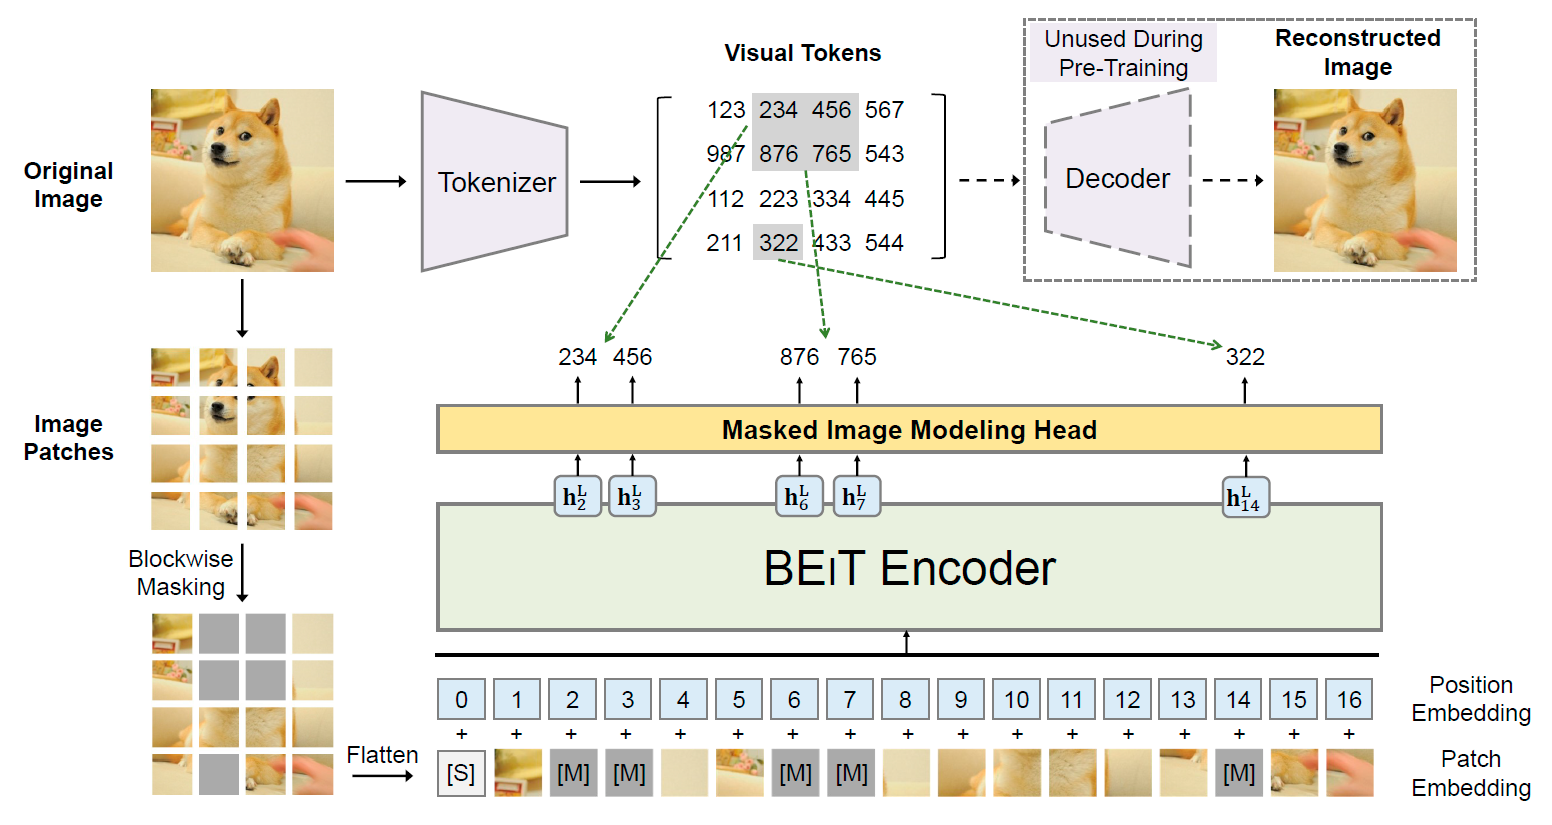 Visual Tokens
Unused During
Pre-Training
Reconstructed
Image
Original
Image
Tokenizer
123 234 456 567
987 876 765 543
112 223 334 445
211 322 433 544
Decoder
234 456 876 765 322
Image
Patches
Masked Image Modeling Head
h₂ᴸ h₃ᴸ h₆ᴸ h₇ᴸ h₁₄ᴸ
BEIT Encoder
Blockwise
Masking
0 1 2 3 4 5 6 7 8 9 10 11 12 13 14 15 16
Position
Embedding
+ + + + + + + + + + + + + + + + +
Flatten
[S] [M] [M] [M] [M] [M]
Patch
Embedding